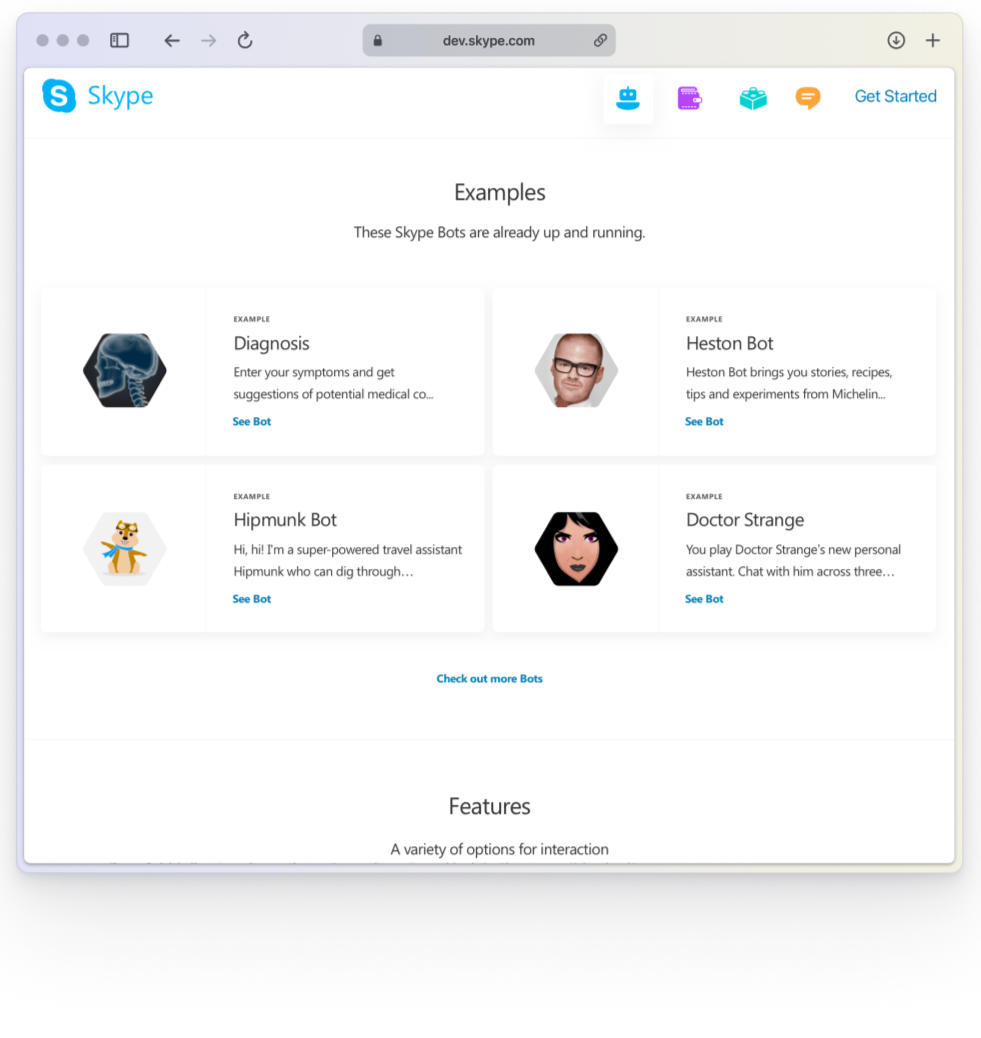 dev.skype.com
Skype
Get Started
Examples
These Skype Bots are already up and running.
EXAMPLE
Diagnosis
Enter your symptoms and get
suggestions of potential medical co...
See Bot
EXAMPLE
Heston Bot
Heston Bot brings you stories, recipes,
tips and experiments from Michelin...
See Bot
EXAMPLE
Hipmunk Bot
Hi, hi! I'm a super-powered travel assistant
Hipmunk who can dig through…
See Bot
EXAMPLE
Doctor Strange
You play Doctor Strange's new personal
assistant. Chat with him across three…
See Bot
Check out more Bots
Features
A variety of options for interaction